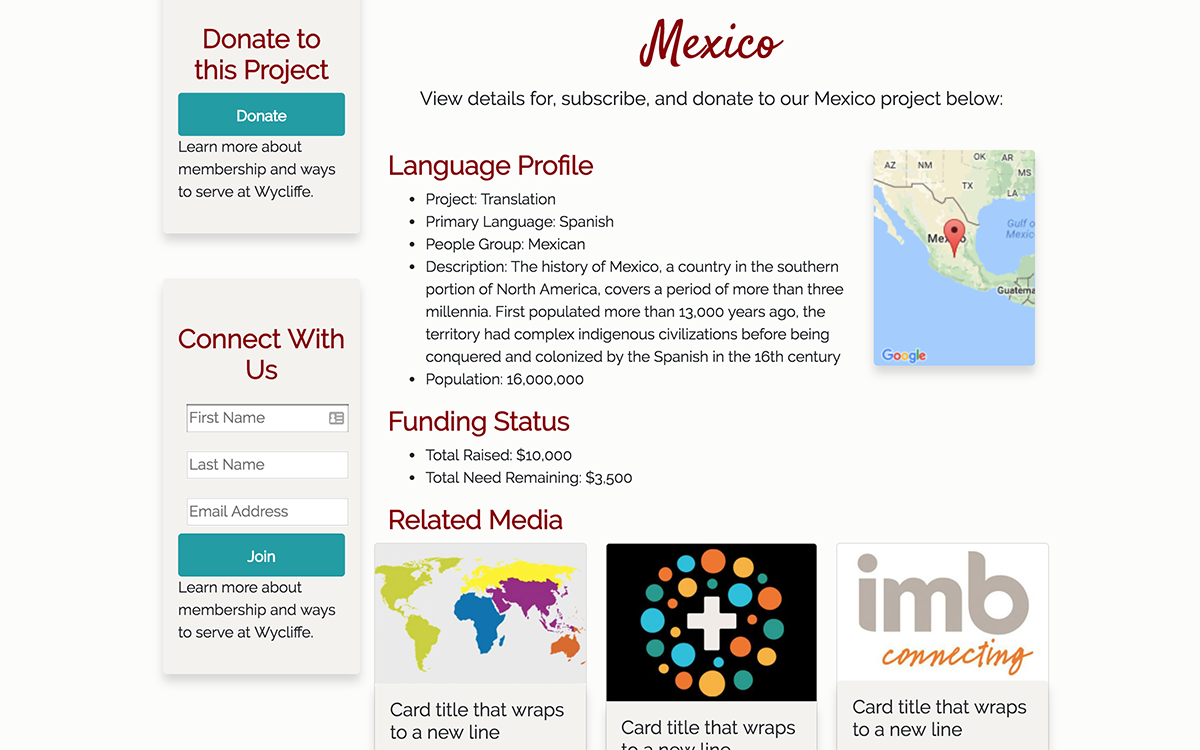 Donate to
this Project
Donate
Learn more about
membership and ways
to serve at Wycliffe.
Connect With
Us
First Name
Last Name
Email Address
Join
Learn more about
membership and ways
to serve at Wycliffe.
Mexico
View details for, subscribe, and donate to our Mexico project below:
Language Profile
• Project: Translation
• Primary Language: Spanish
• People Group: Mexican
• Description: The history of Mexico, a country in the southern
portion of North America, covers a period of more than three
millennia. First populated more than 13,000 years ago, the
territory had complex indigenous civilizations before being
conquered and colonized by the Spanish in the 16th century
• Population: 16,000,000
AZ NM OK AR
MS
TX LA
Gulf o
Mexic
Mexico
Guatema
Google
Funding Status
• Total Raised: $10,000
• Total Need Remaining: $3,500
Related Media
imb
connecting
Card title that wraps
to a new line
Card title that wraps
to a new line
Card title that wraps
to a new line